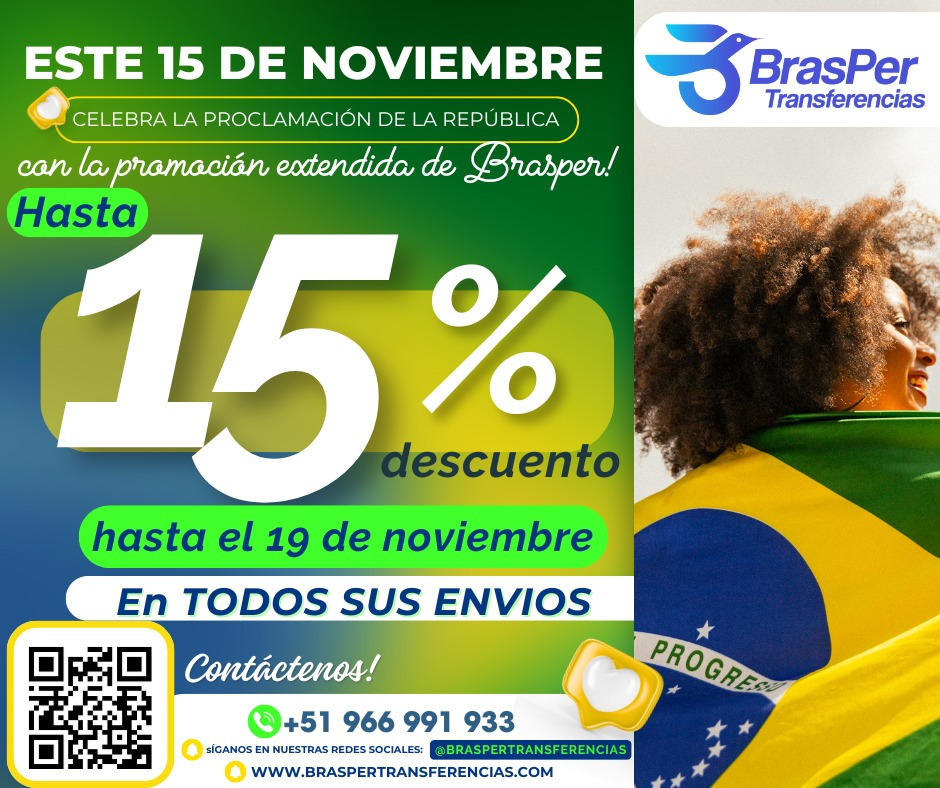 ESTE 15 DE NOVIEMBRE
CELEBRA LA PROCLAMACIÓN DE LA REPÚBLICA
con la promoción extendida de Brasper!
Hasta
15%
descuento
hasta el 19 de noviembre
En TODOS SUS ENVIOS
Contáctenos!
+51 966 991 933
sÍGANOS EN NUESTRAS REDES SOCIALES: @BRASPERTRANSFERENCIAS
WWW.BRASPERTRANSFERENCIAS.COM
BrasPer
Transferencias
PROGRESSO